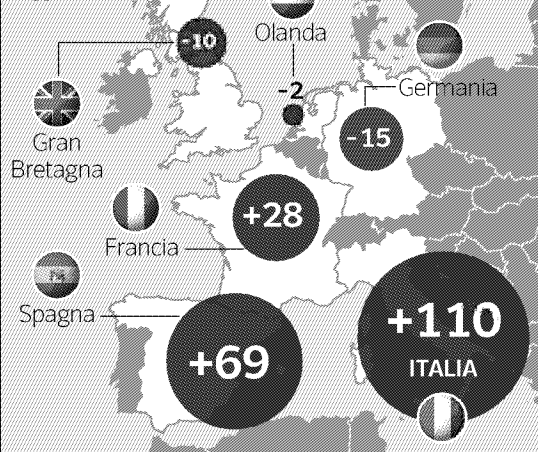 -10
Olanda
-2
Germania
Gran
Bretagna
-15
+28
Francia
Spagna
+69
+110
ITALIA